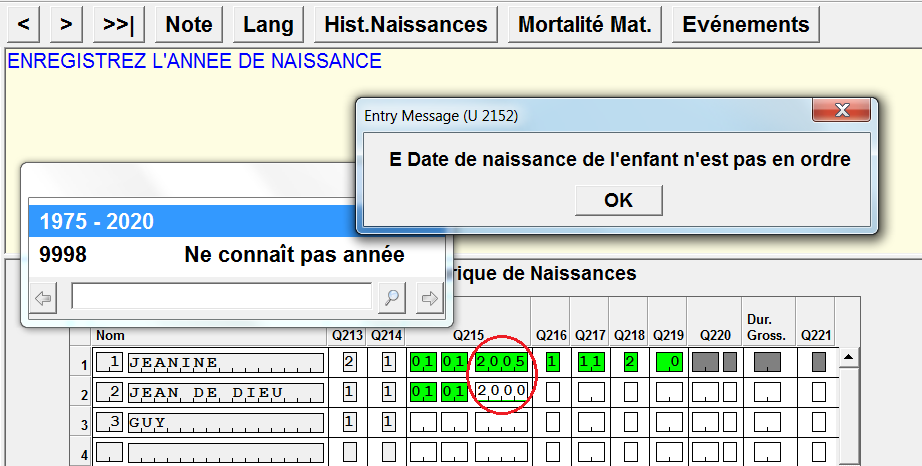 < > >>| Note Lang Hist.Naissances Mortalité Mat. Evénements
ENREGISTREZ L'ANNEE DE NAISSANCE
Entry Message (U 2152)
E Date de naissance de l'enfant n'est pas en ordre
OK
1975 - 2020
9998 Ne connaît pas année
rique de Naissances
Nom Q213 Q214 Q215 Q216 Q217 Q218 Q219 Q220 Dur. Gross. Q221
1 1 JEANINE 2 1 01 01 2005 1 11 2 0
2 2 JEAN DE DIEU 1 1 01 01 2000
3 3 GUY 1 1
4